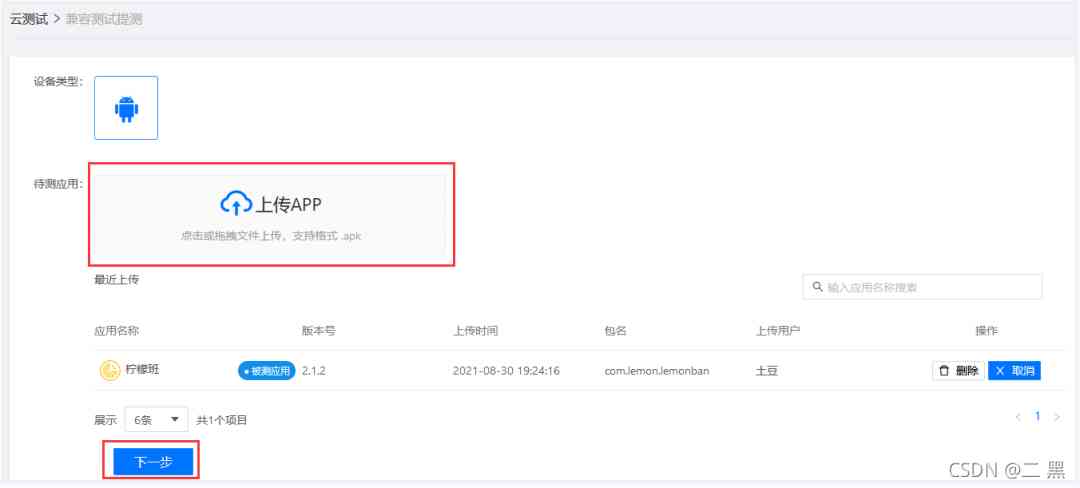 云测试 > 兼容测试提测
设备类型：
待测应用：
上传APP
点击或拖拽文件上传，支持格式 .apk
最近上传
输入应用名称搜索
应用名称 版本号 上传时间 包名 上传用户 操作
柠檬班 被测应用 2.1.2 2021-08-30 19:24:16 com.lemon.lemonban 土豆 删除 取消
展示 6条 共1个项目 < 1 >
下一步
CSDN @二 黑